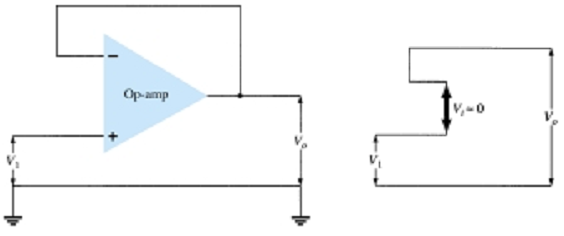 −
Op-amp
+
V₁
Vₒ
Vᵢ ≈ 0
V₁
Vₒ